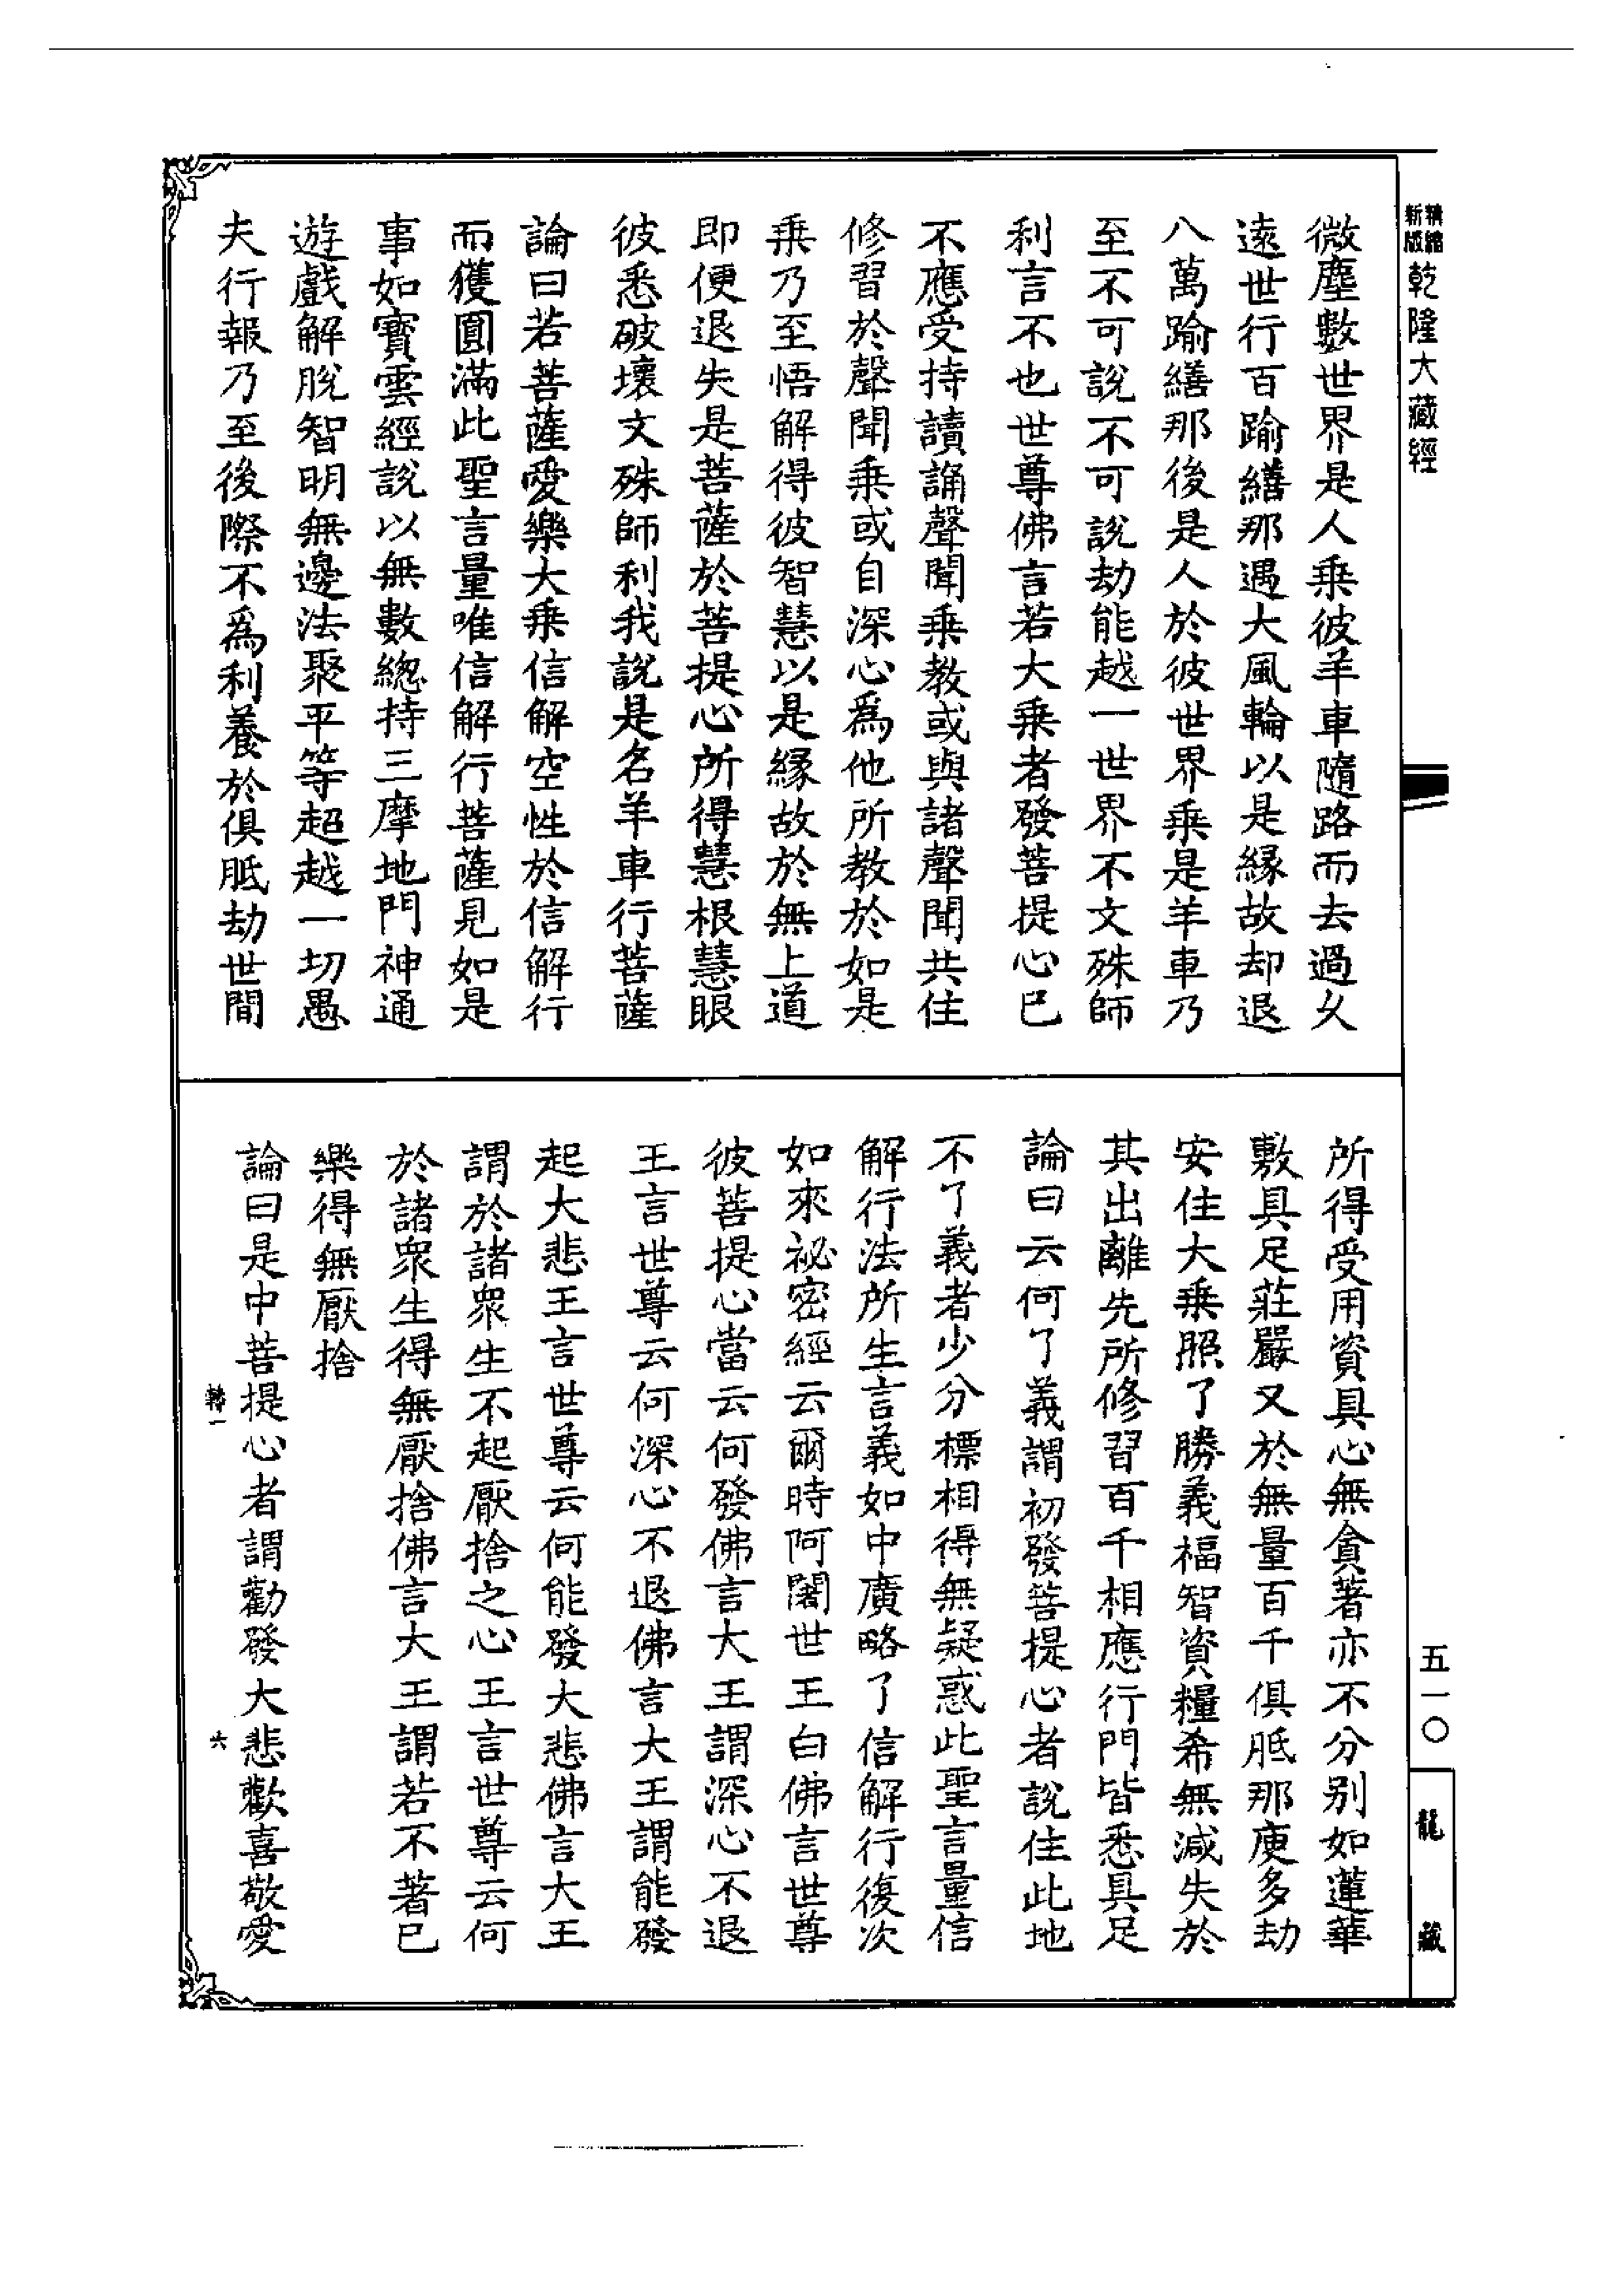 新版精縮
乾隆大藏經
微塵數世界是人乘彼羊車隨路而去過久
遠世行百踰繕那遇大風輪以是緣故却退
八萬踰繕那後是人於彼世界乘是羊車乃
至不可說不可說劫能越一世界不文殊師
利言不也世尊佛言若大乘者發菩提心已
不應受持讀誦聲聞乘教或與諸聲聞共住
修習於聲聞乘或自深心爲他所教於如是
乘乃至悟解得彼智慧以是緣故於無上道
即便退失是菩薩於菩提心所得慧根慧眼
彼悉破壞文殊師利我說是名羊車行菩薩
論曰若菩薩愛樂大乘信解空性於信解行
而獲圓滿此聖言量唯信解行菩薩見如是
事如寶雲經說以無數總持三摩地門神通
遊戲解脫智明無邊法聚平等超越一切愚
夫行報乃至後際不爲利養於俱胝劫世間
所得受用資具心無貪著亦不分別如蓮華
敷具足莊嚴又於無量百千俱胝那庾多劫
安住大乘照了勝義福智資糧希無減失於
其出離先所修習百千相應行門皆悉具足
論曰云何了義謂初發菩提心者說住此地
不了義者少分標相得無疑惑此聖言量信
解行法所生言義如中廣略了信解行復次
如來祕密經云爾時阿闍世王白佛言世尊
彼菩提心當云何發佛言大王謂深心不退
王言世尊云何深心不退佛言大王謂能發
起大悲王言世尊云何能發大悲佛言大王
謂於諸衆生不起厭捨之心王言世尊云何
於諸衆生得無厭捨佛言大王謂若不著已
樂得無厭捨
論曰是中菩提心者謂勸發大悲歡喜敬愛
轉一
六
五一〇
龍藏